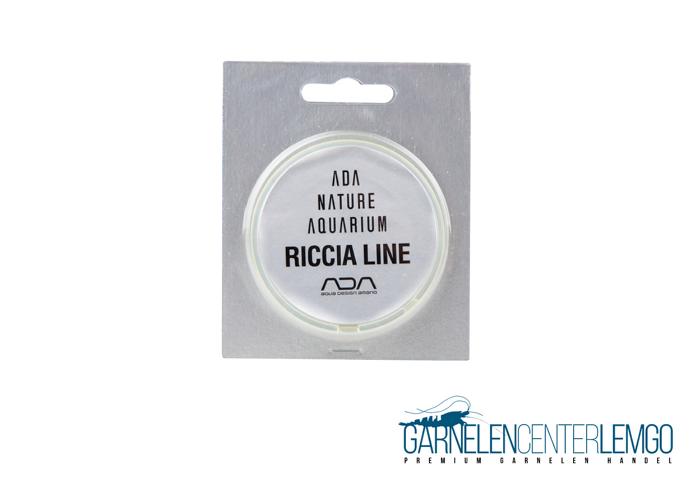 ADA
NATURE
AQUARIUM
RICCIA LINE
ADA
aqua design amano
GARNELENCENTERLEMGO
PREMIUM GARNELEN HANDEL